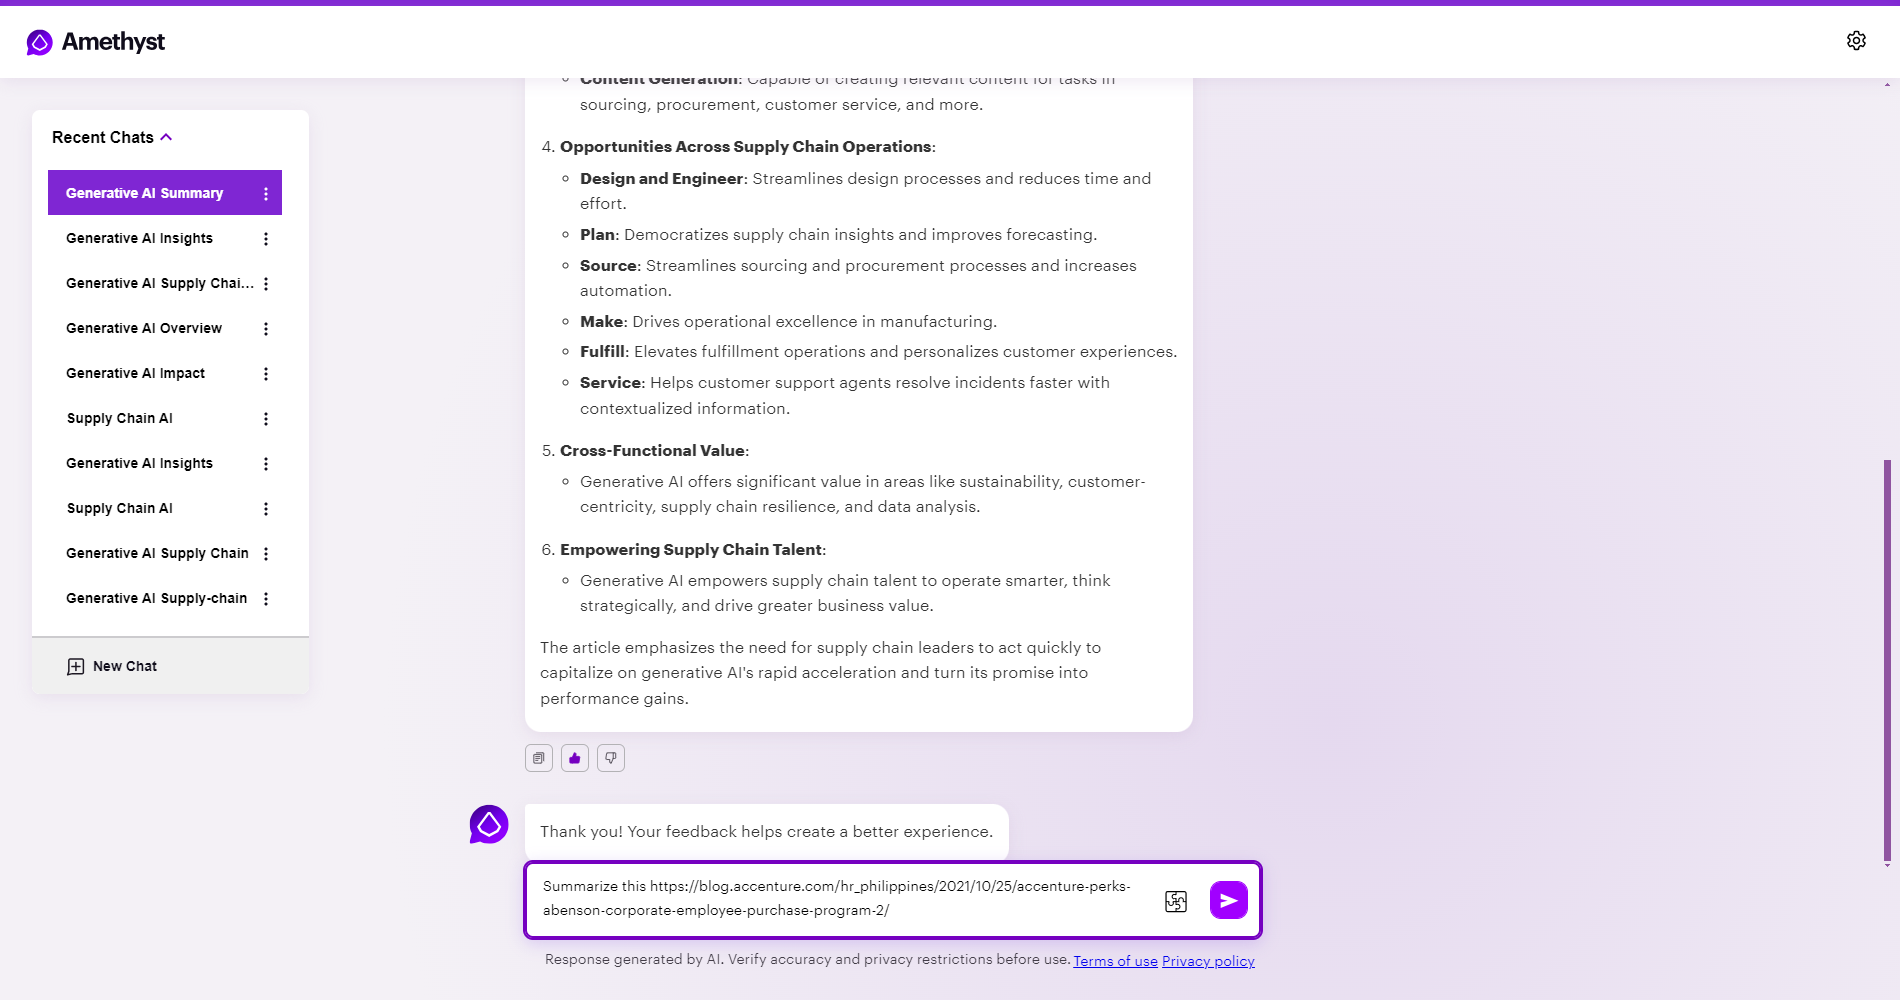 Amethyst
Recent Chats
Generative AI Summary
Generative AI Insights
Generative AI Supply Chai...
Generative AI Overview
Generative AI Impact
Supply Chain AI
Generative AI Insights
Supply Chain AI
Generative AI Supply Chain
Generative AI Supply-chain
New Chat
Content Generation: Capable of creating relevant content for tasks in
sourcing, procurement, customer service, and more.
4. Opportunities Across Supply Chain Operations:
Design and Engineer: Streamlines design processes and reduces time and
effort.
Plan: Democratizes supply chain insights and improves forecasting.
Source: Streamlines sourcing and procurement processes and increases
automation.
Make: Drives operational excellence in manufacturing.
Fulfill: Elevates fulfillment operations and personalizes customer experiences.
Service: Helps customer support agents resolve incidents faster with
contextualized information.
5. Cross-Functional Value:
Generative AI offers significant value in areas like sustainability, customer-
centricity, supply chain resilience, and data analysis.
6. Empowering Supply Chain Talent:
Generative AI empowers supply chain talent to operate smarter, think
strategically, and drive greater business value.
The article emphasizes the need for supply chain leaders to act quickly to
capitalize on generative AI's rapid acceleration and turn its promise into
performance gains.
Thank you! Your feedback helps create a better experience.
Summarize this https://blog.accenture.com/hr_philippines/2021/10/25/accenture-perks-
abenson-corporate-employee-purchase-program-2/
Response generated by AI. Verify accuracy and privacy restrictions before use. Terms of use Privacy policy